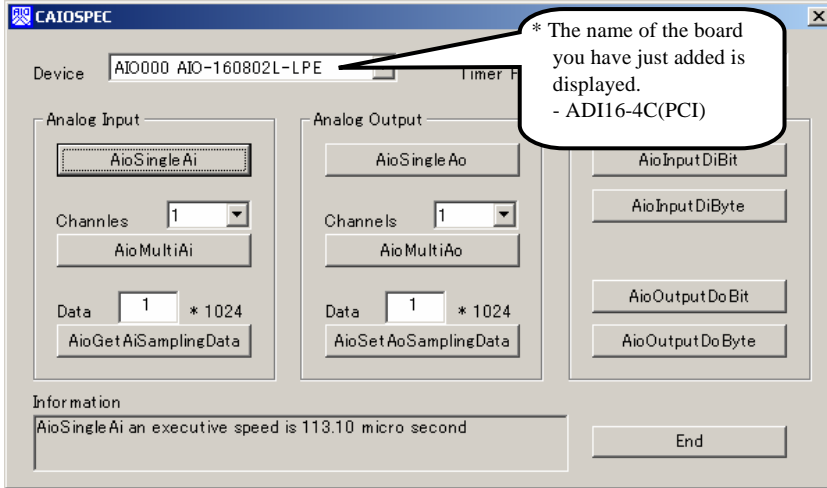 CAIOSPEC
* The name of the board
you have just added is
displayed.
- ADI16-4C(PCI)
Device AIO000 AIO-160802L-LPE
Timer
Analog Input
AioSingleAi
Channles 1
AioMultiAi
Data 1 * 1024
AioGetAiSamplingData
Analog Output
AioSingleAo
Channels 1
AioMultiAo
Data 1 * 1024
AioSetAoSamplingData
AioInputDiBit
AioInputDiByte
AioOutputDoBit
AioOutputDoByte
Information
AioSingleAi an executive speed is 113.10 micro second
End